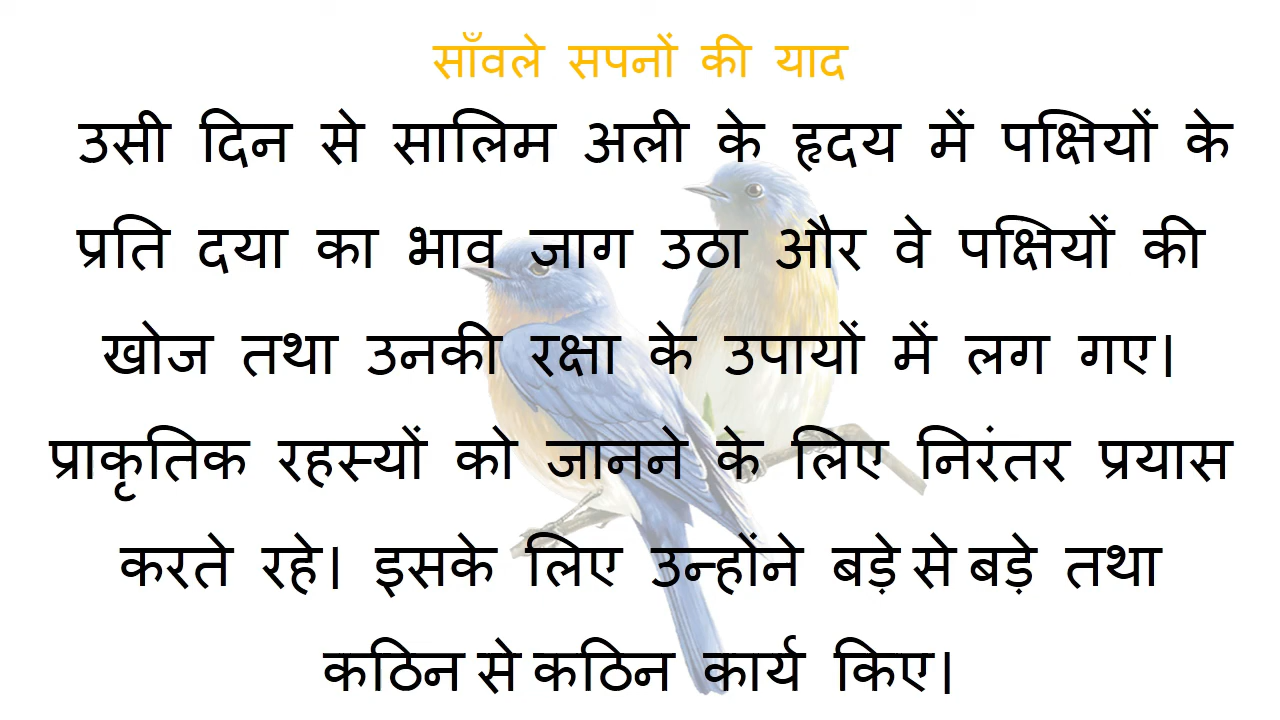 साँवले सपनों की याद
उसी दिन से सालिम अली के हृदय में पक्षियों के
प्रति दया का भाव जाग उठा और वे पक्षियों की
खोज तथा उनकी रक्षा के उपायों में लग गए।
प्राकृतिक रहस्यों को जानने के लिए निरंतर प्रयास
करते रहे। इसके लिए उन्होंने बड़े से बड़े तथा
कठिन से कठिन कार्य किए।